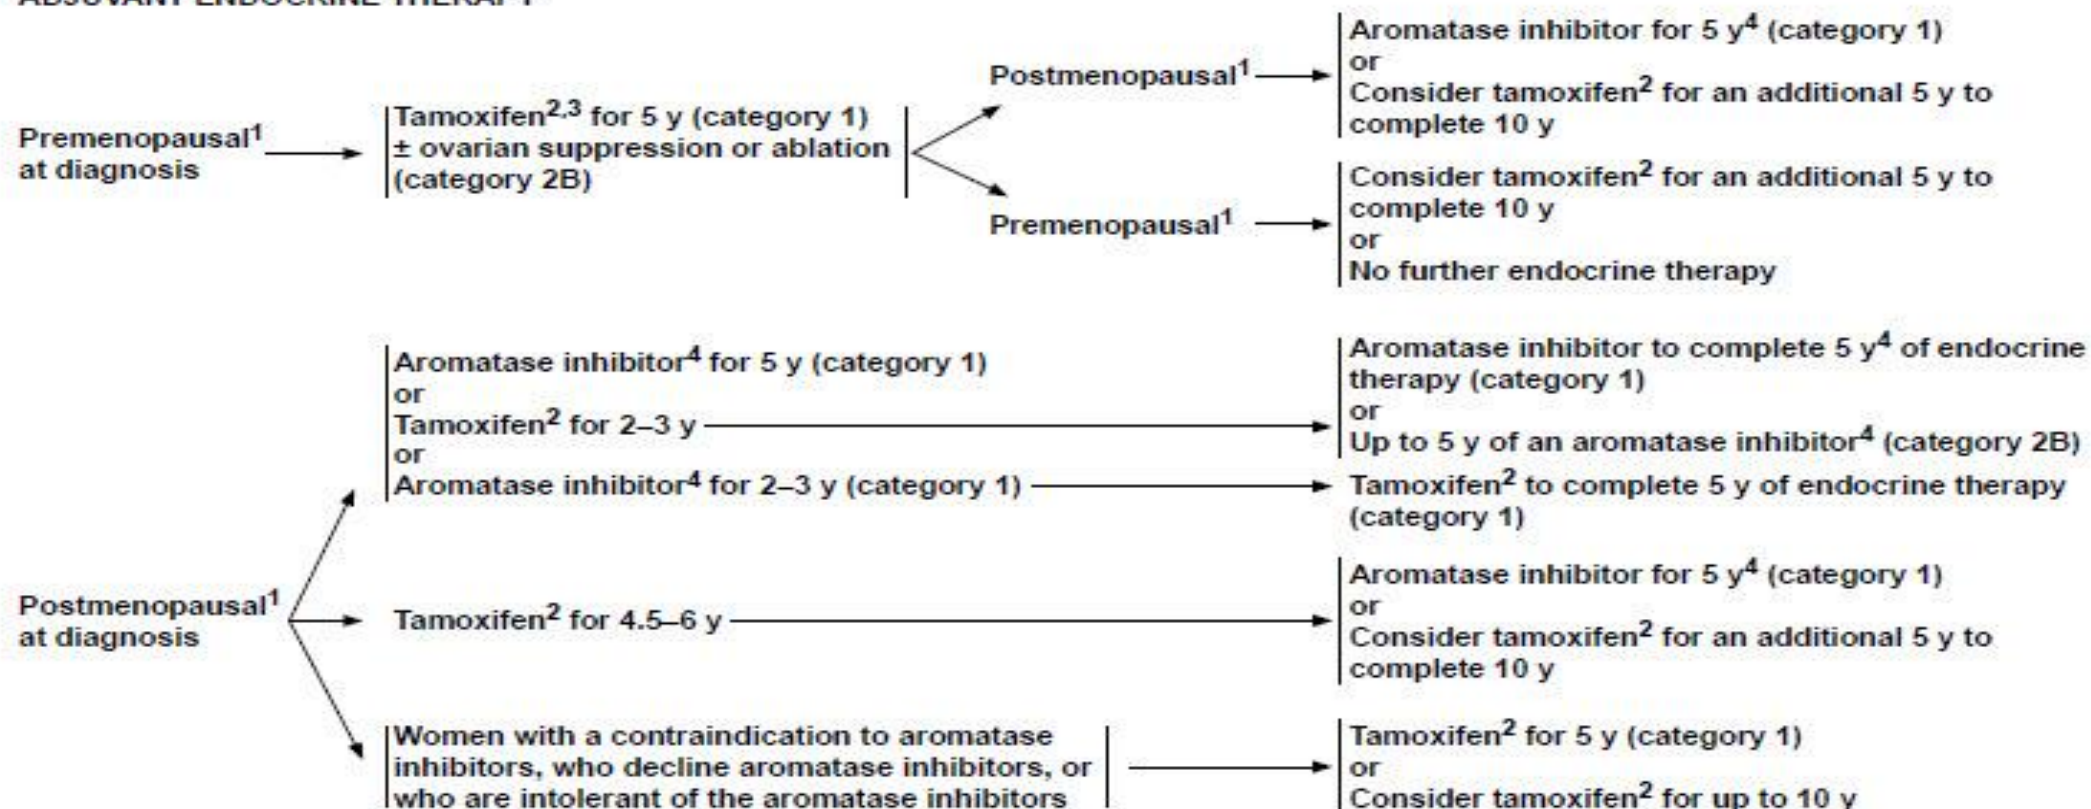 ADJUVANT ENDOCRINE THERAPY
Premenopausal1
at diagnosis
Tamoxifen2,3 for 5 y (category 1)
± ovarian suppression or ablation
(category 2B)
Postmenopausal1
Aromatase inhibitor for 5 y4 (category 1)
or
Consider tamoxifen2 for an additional 5 y to
complete 10 y
Premenopausal1
Consider tamoxifen2 for an additional 5 y to
complete 10 y
or
No further endocrine therapy
Postmenopausal1
at diagnosis
Aromatase inhibitor4 for 5 y (category 1)
or
Tamoxifen2 for 2–3 y
or
Aromatase inhibitor4 for 2–3 y (category 1)
Aromatase inhibitor to complete 5 y4 of endocrine
therapy (category 1)
or
Up to 5 y of an aromatase inhibitor4 (category 2B)
Tamoxifen2 to complete 5 y of endocrine therapy
(category 1)
Tamoxifen2 for 4.5–6 y
Aromatase inhibitor for 5 y4 (category 1)
or
Consider tamoxifen2 for an additional 5 y to
complete 10 y
Women with a contraindication to aromatase
inhibitors, who decline aromatase inhibitors, or
who are intolerant of the aromatase inhibitors
Tamoxifen2 for 5 y (category 1)
or
Consider tamoxifen2 for up to 10 y